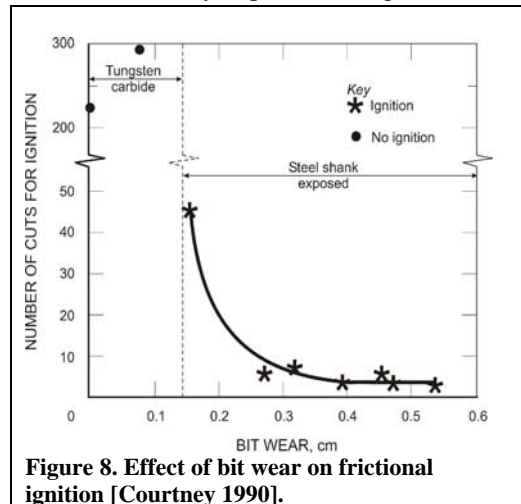 300
Tungsten
carbide
Key
Ignition
200
No ignition
Steel shank
exposed
50
40
30
20
10
0
0.1
0.2
0.3
0.4
0.5
0.6
NUMBER OF CUTS FOR IGNITION
BIT WEAR, cm
Figure 8. Effect of bit wear on frictional
ignition [Courtney 1990].